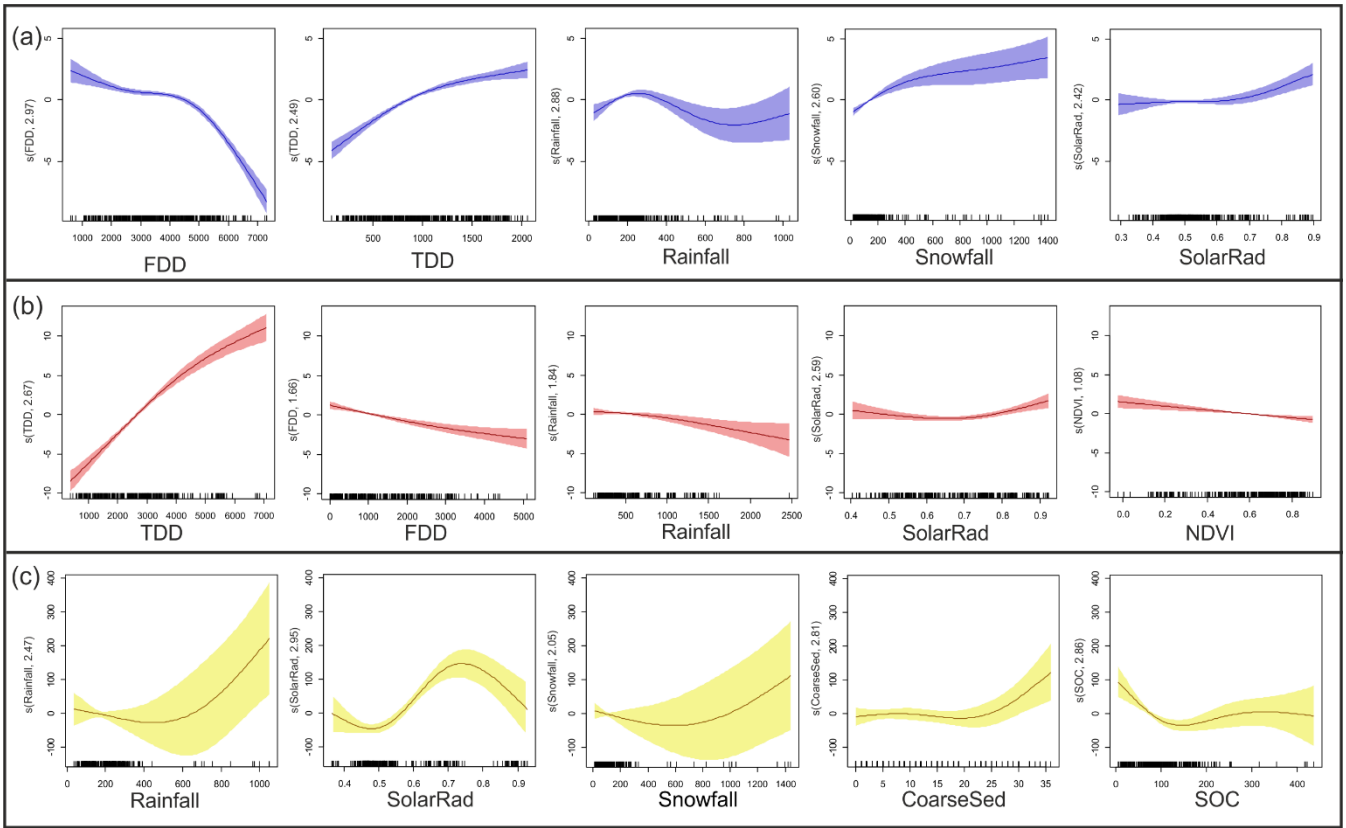 (a)
5
0
-5
s(FDD, 2.97)
1000 2000 3000 4000 5000 6000 7000
FDD
5
0
-5
s(TDD, 2.49)
500 1000 1500 2000
TDD
5
0
-5
s(Rainfall, 2.88)
0 200 400 600 800 1000
Rainfall
5
0
-5
s(Snowfall, 2.60)
0 200 400 600 800 1000 1200 1400
Snowfall
5
0
-5
s(SolarRad, 2.42)
0.3 0.4 0.5 0.6 0.7 0.8 0.9
SolarRad
(b)
10
5
0
-5
-10
s(TDD, 2.67)
1000 2000 3000 4000 5000 6000 7000
TDD
10
5
0
-5
-10
s(FDD, 1.66)
0 1000 2000 3000 4000 5000
FDD
10
5
0
-5
-10
s(Rainfall, 1.84)
500 1000 1500 2000 2500
Rainfall
10
5
0
-5
-10
s(SolarRad, 2.59)
0.4 0.5 0.6 0.7 0.8 0.9
SolarRad
10
5
0
-5
-10
s(NDVI, 1.08)
0.0 0.2 0.4 0.6 0.8
NDVI
(c)
400
300
200
100
0
-100
s(Rainfall, 2.47)
0 200 400 600 800 1000
Rainfall
400
300
200
100
0
-100
s(SolarRad, 2.95)
0.4 0.5 0.6 0.7 0.8 0.9
SolarRad
400
300
200
100
0
-100
s(Snowfall, 2.05)
0 200 400 600 800 1000 1200 1400
Snowfall
400
300
200
100
0
-100
s(CoarseSed, 2.81)
0 5 10 15 20 25 30 35
CoarseSed
400
300
200
100
0
-100
s(SOC, 2.86)
0 100 200 300 400
SOC